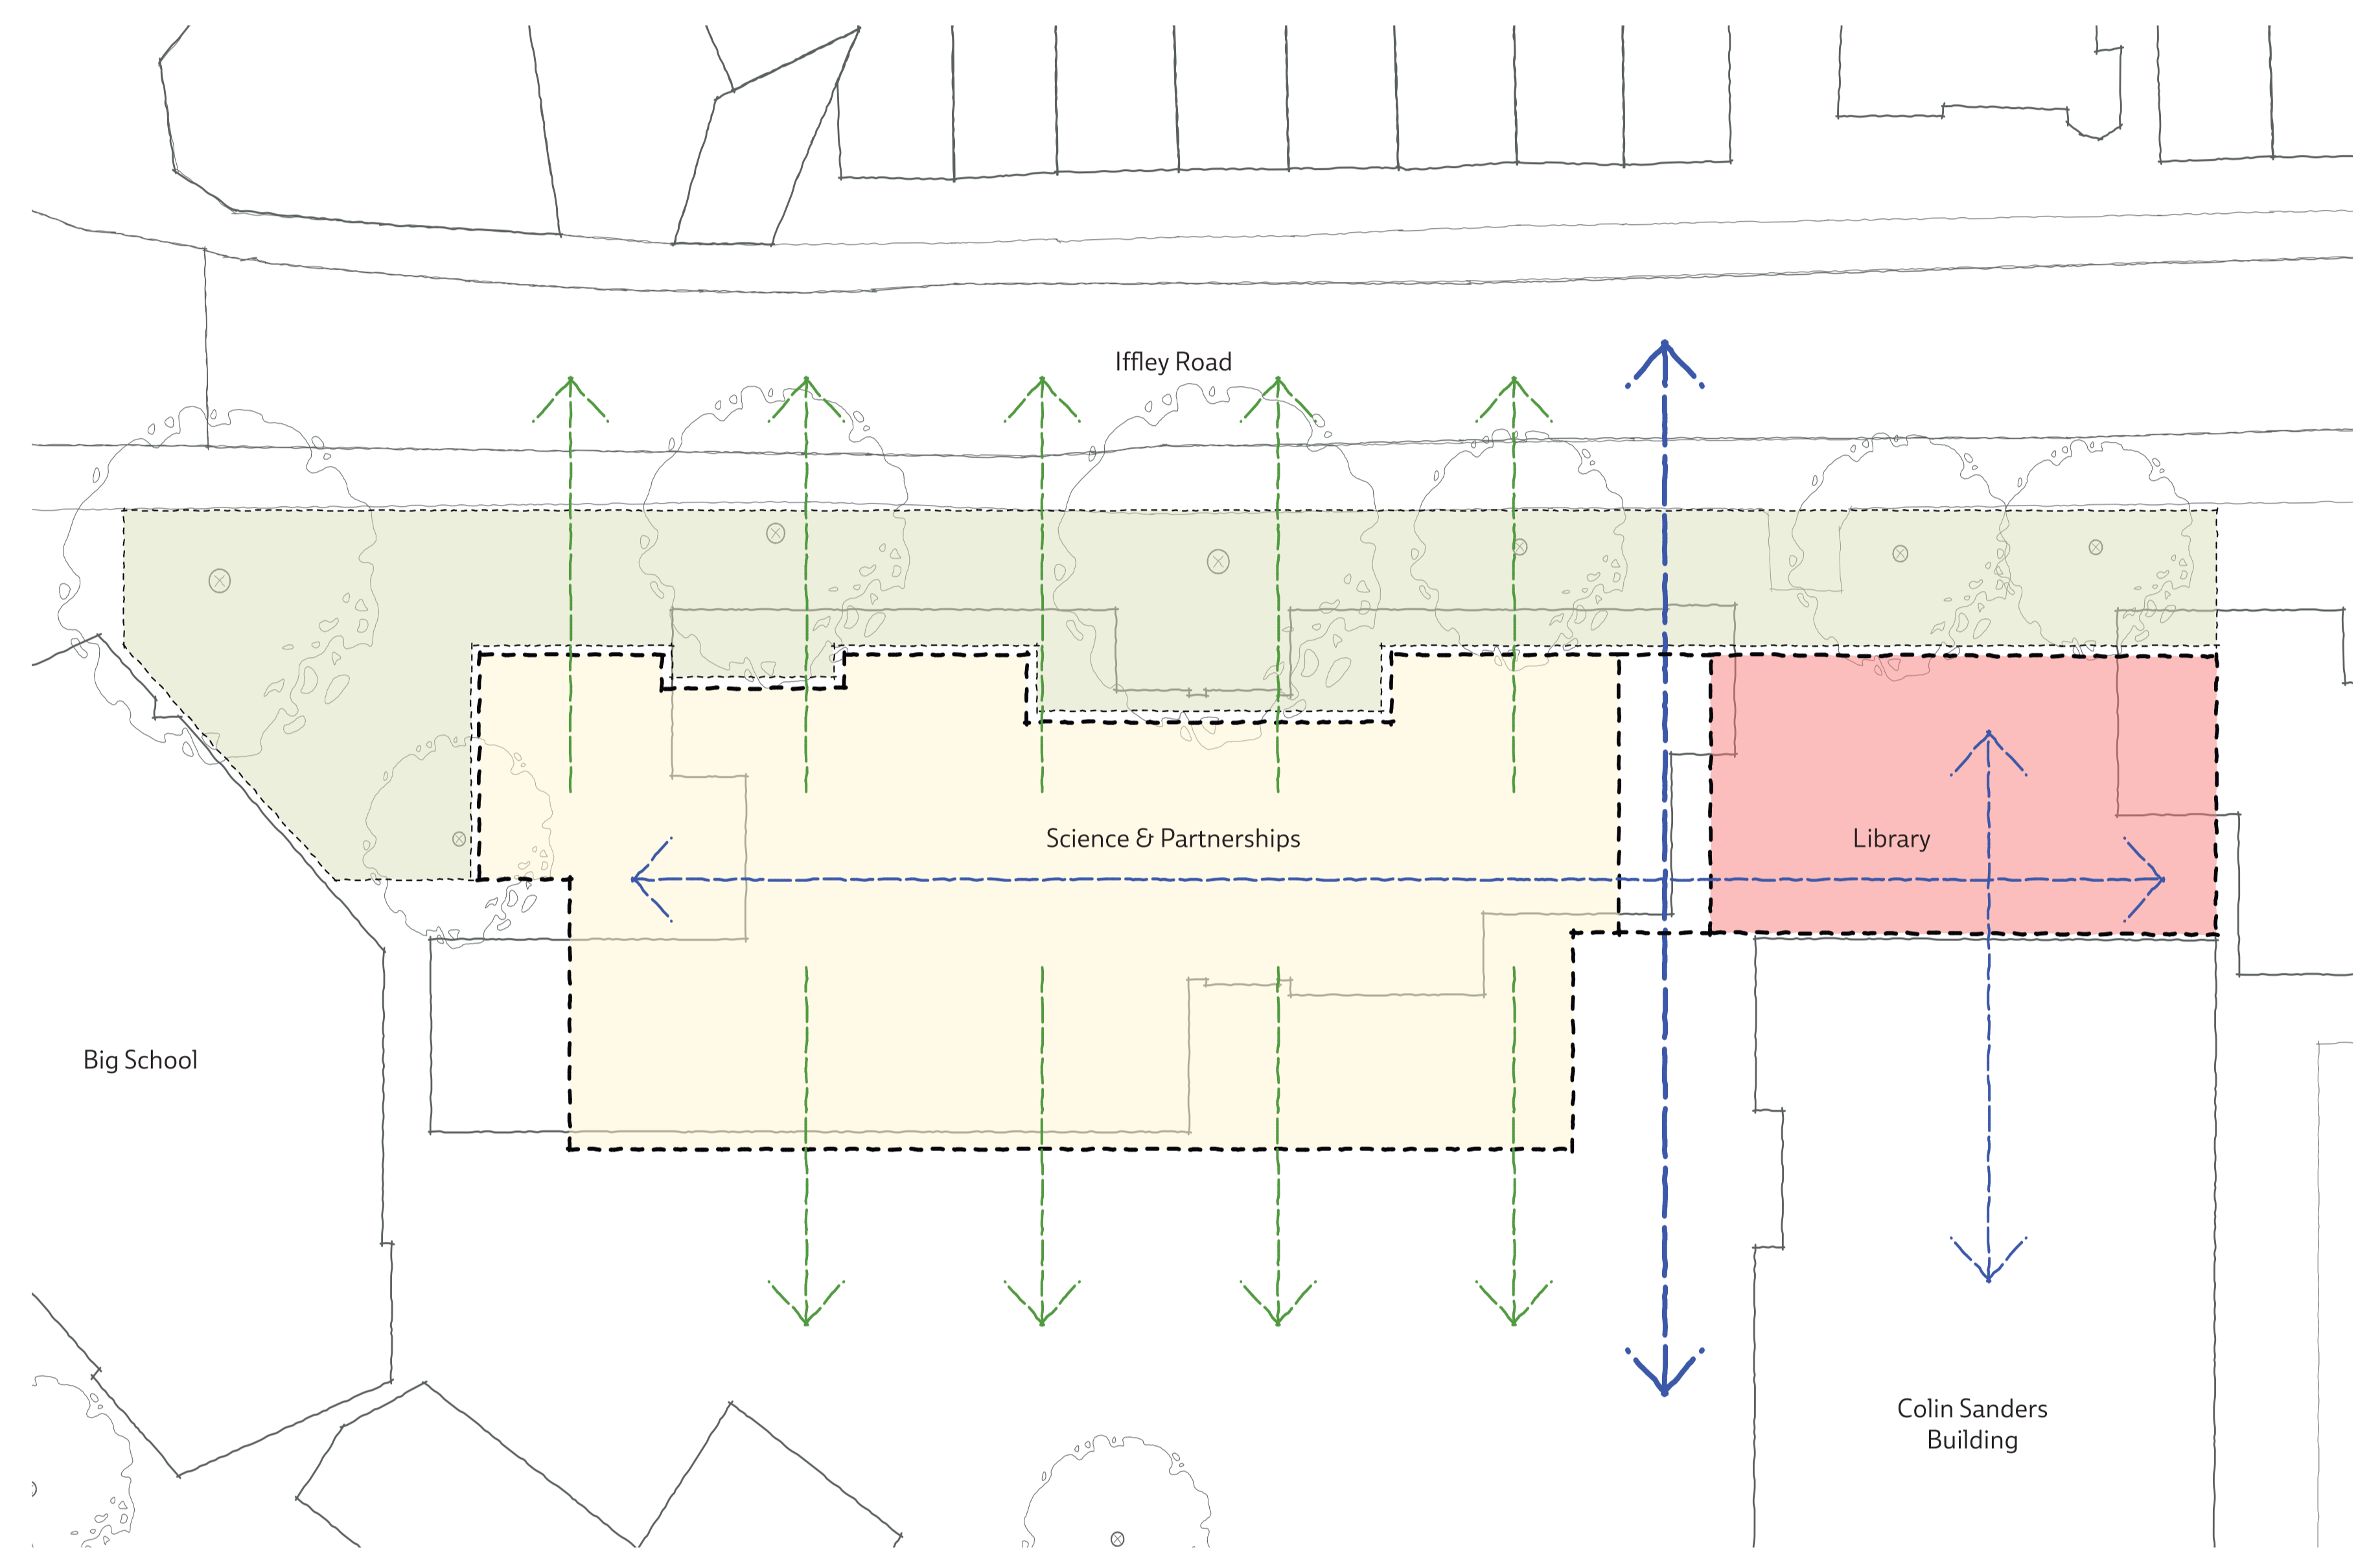 Iffley Road
Science & Partnerships
Library
Big School
Colin Sanders
Building